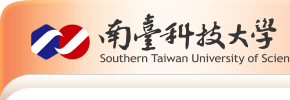 南臺科技大學
Southern Taiwan University of Scien